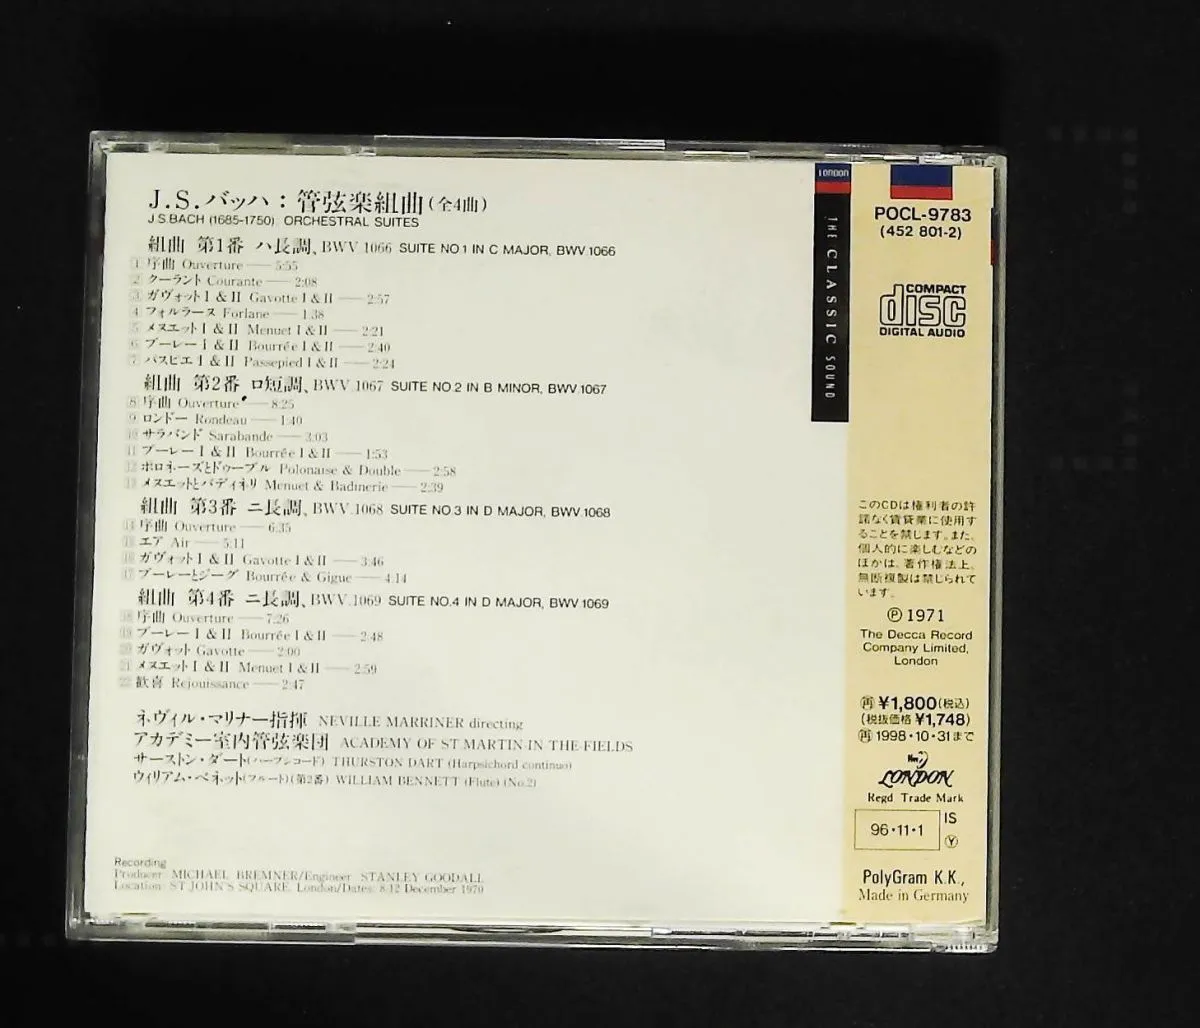 J.S.バッハ：管弦楽組曲(全4曲)
J.S.BACH (1685-1750) ORCHESTRAL SUITES
組曲 第1番 ハ長調、BWV.1066 SUITE NO.1 IN C MAJOR, BWV.1066
1 序曲 Ouverture — 5:55
2 クーラント Courante — 2:08
3 ガヴォット I & II Gavotte I & II — 2:57
4 フォルラーヌ Forlane — 1:38
5 メヌエット I & II Menuet I & II — 2:21
6 ブーレー I & II Bourrée I & II — 2:40
7 パスピエ I & II Passepied I & II — 2:24
組曲 第2番 ロ短調、BWV.1067 SUITE NO.2 IN B MINOR, BWV.1067
8 序曲 Ouverture — 8:25
9 ロンドー Rondeau — 1:40
10 サラバンド Sarabande — 3:03
11 ブーレー I & II Bourrée I & II — 1:53
12 ポロネーズとドゥーブル Polonaise & Double — 2:58
13 メヌエットとバディネリ Menuet & Badinerie — 2:39
組曲 第3番 ニ長調、BWV.1068 SUITE NO.3 IN D MAJOR, BWV.1068
14 序曲 Ouverture — 6:35
15 エア Air — 5:11
16 ガヴォット I & II Gavotte I & II — 3:46
17 ブーレーとジーグ Bourrée & Gigue — 4:14
組曲 第4番 ニ長調、BWV.1069 SUITE NO.4 IN D MAJOR, BWV.1069
18 序曲 Ouverture — 7:26
19 ブーレー I & II Bourrée I & II — 2:48
20 ガヴォット Gavotte — 2:00
21 メヌエット I & II Menuet I & II — 2:59
22 歓喜 Rejouissance — 2:47
ネヴィル・マリナー指揮 NEVILLE MARRINER directing
アカデミー室内管弦楽団 ACADEMY OF ST MARTIN-IN-THE-FIELDS
サーストン・ダート(ハープシコード) THURSTON DART (Harpsichord continuo)
ウィリアム・ベネット(フルート)(第2番) WILLIAM BENNETT (Flute) (No.2)
Recording
Producer: MICHAEL BREMNER/Engineer: STANLEY GOODALL
Location: ST JOHN'S SQUARE, London/Dates: 8-12 December 1970
LONDON
THE CLASSIC SOUND
POCL-9783
(452 801-2)
COMPACT
disc
DIGITAL AUDIO
このCDは権利者の許
諾なく賃貸業に使用す
ることを禁じます。また、
個人的に楽しむなどの
ほかは、著作権法上、
無断複製は禁じられて
います。
Ⓟ 1971
The Decca Record
Company Limited,
London
再 ¥1,800(税込)
(税抜価格 ¥1,748)
再 1998・10・31まで
LONDON
Regd Trade Mark
96・11・1
IS
Y
PolyGram K.K.,
Made in Germany